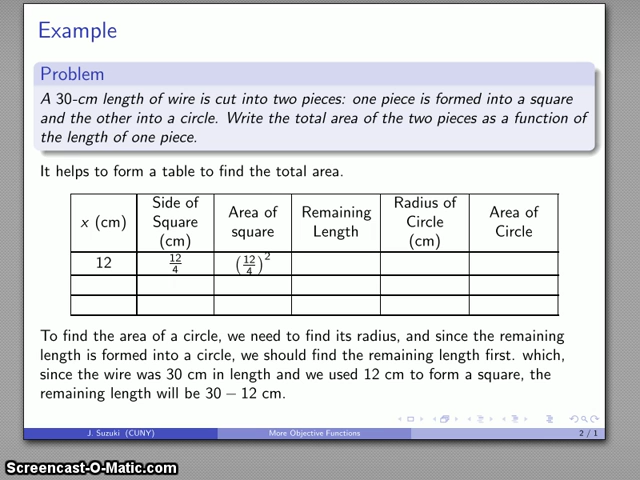 Example
Problem
A 30-cm length of wire is cut into two pieces: one piece is formed into a square
and the other into a circle. Write the total area of the two pieces as a function of
the length of one piece.
It helps to form a table to find the total area.
x (cm) Side of Square (cm) Area of square Remaining Length Radius of Circle (cm) Area of Circle
12 12/4 (12/4)^2
To find the area of a circle, we need to find its radius, and since the remaining
length is formed into a circle, we should find the remaining length first. which,
since the wire was 30 cm in length and we used 12 cm to form a square, the
remaining length will be 30 − 12 cm.
J. Suzuki (CUNY) More Objective Functions 2 / 1
Screencast-O-Matic.com